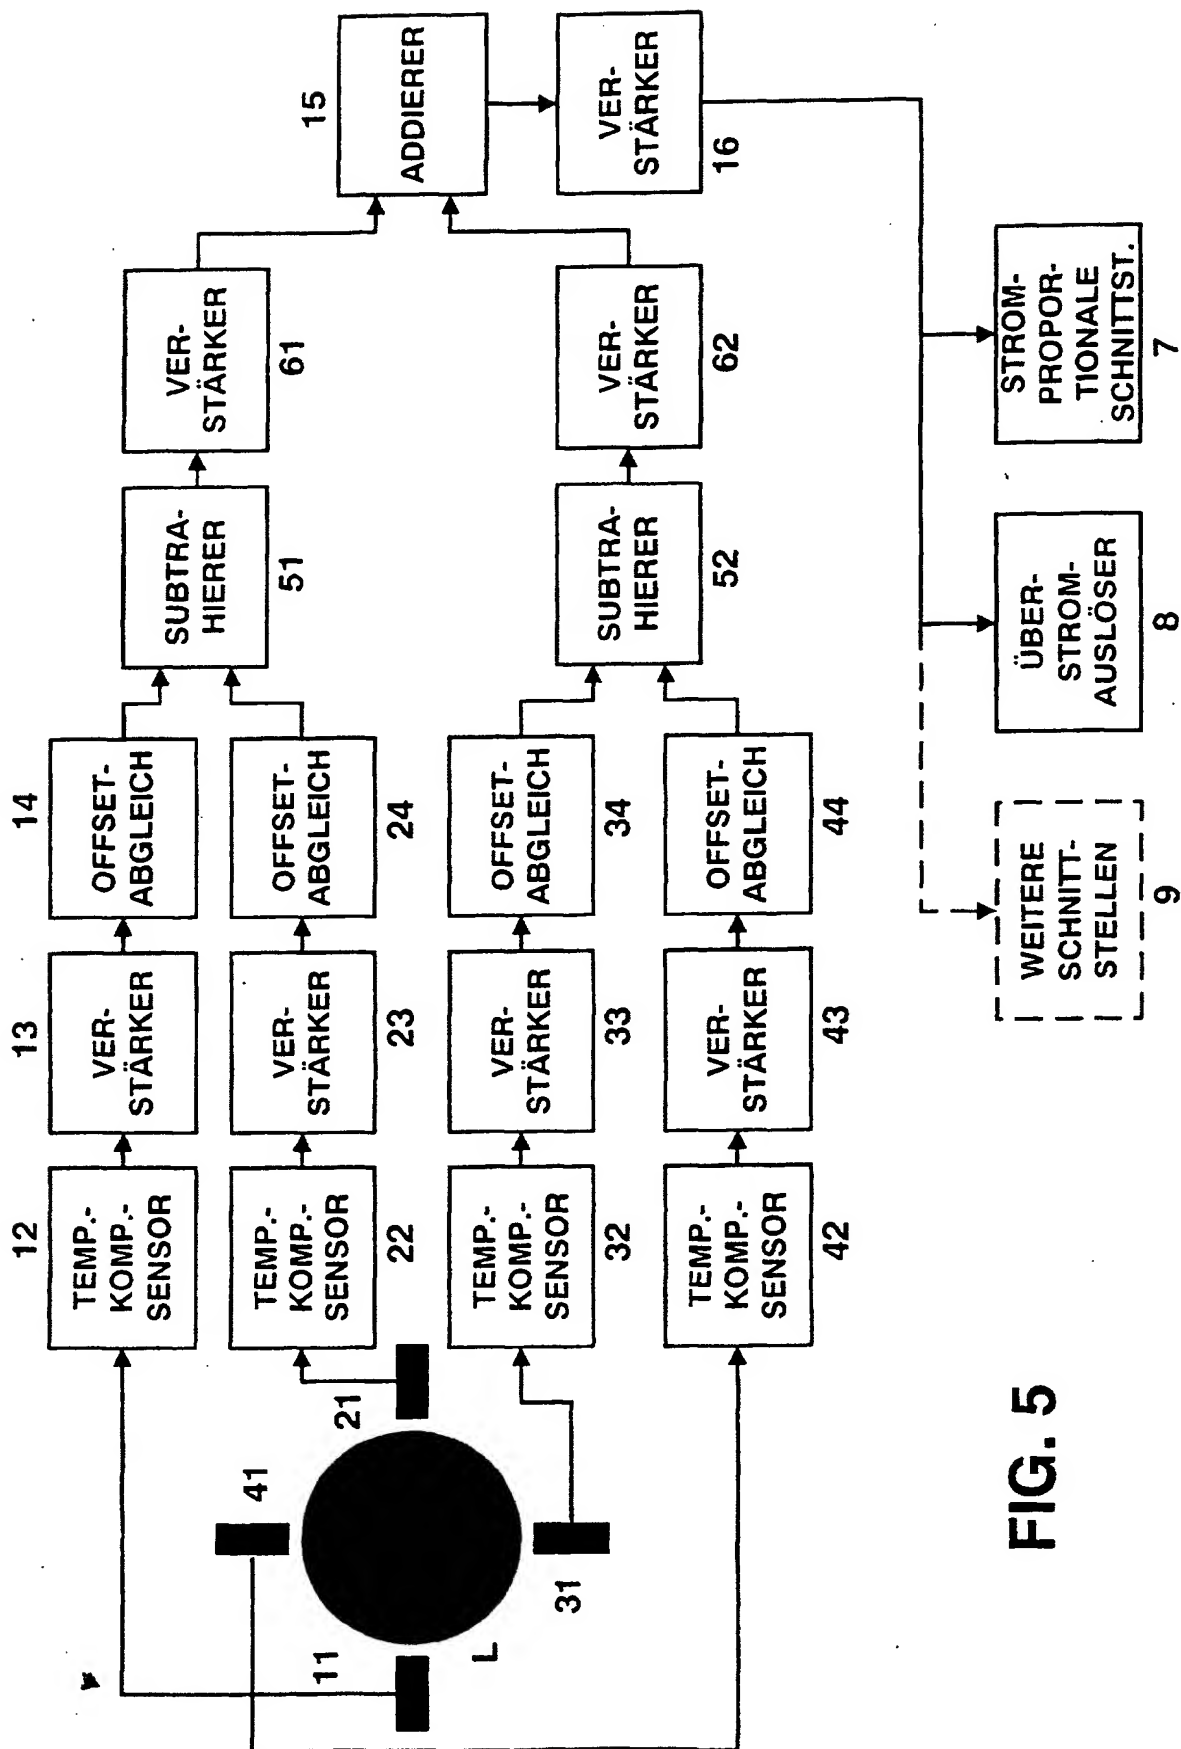 12
TEMP.-
KOMP.-
SENSOR
13
VER-
STÄRKER
14
OFFSET-
ABGLEICH
TEMP.-
KOMP.-
SENSOR
22
VER-
STÄRKER
23
OFFSET-
ABGLEICH
24
SUBTRA-
HIERER
51
VER-
STÄRKER
61
15
ADDIERER
VER-
STÄRKER
16
11
41
21
31
L
TEMP.-
KOMP.-
SENSOR
32
VER-
STÄRKER
33
OFFSET-
ABGLEICH
34
TEMP.-
KOMP.-
SENSOR
42
VER-
STÄRKER
43
OFFSET-
ABGLEICH
44
SUBTRA-
HIERER
52
VER-
STÄRKER
62
WEITERE
SCHNITT-
STELLEN
9
ÜBER-
STROM-
AUSLÖSER
8
STROM-
PROPOR-
TIONALE
SCHNITTST.
7
FIG. 5